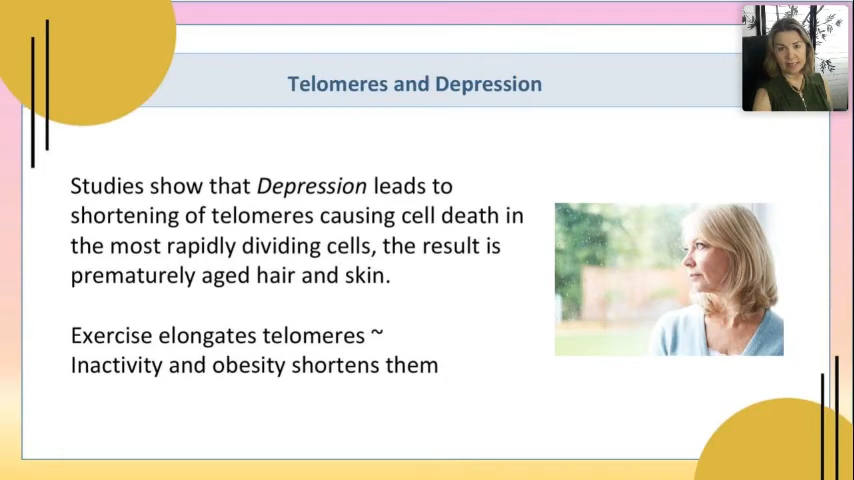 Telomeres and Depression
Studies show that Depression leads to
shortening of telomeres causing cell death in
the most rapidly dividing cells, the result is
prematurely aged hair and skin.
Exercise elongates telomeres ~
Inactivity and obesity shortens them